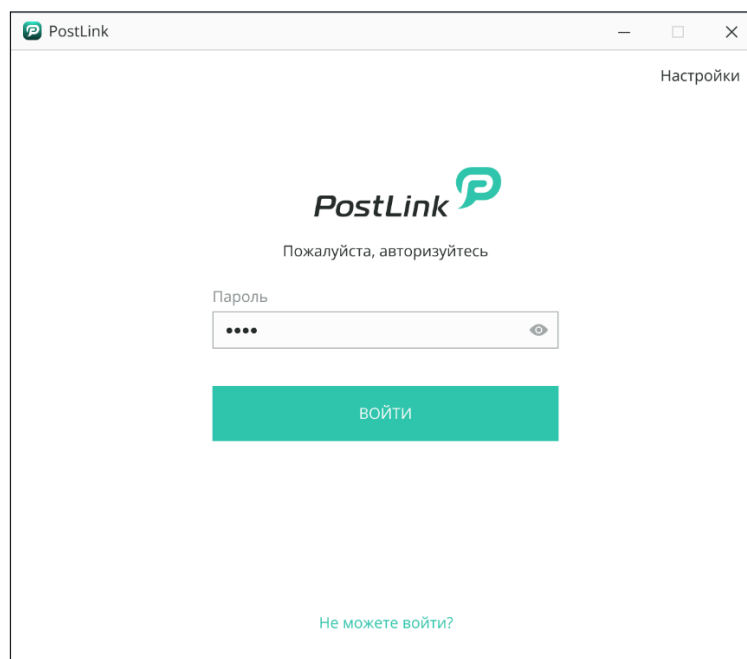 PostLink
Настройки
PostLink
Пожалуйста, авторизуйтесь
Пароль
••••
ВОЙТИ
Не можете войти?